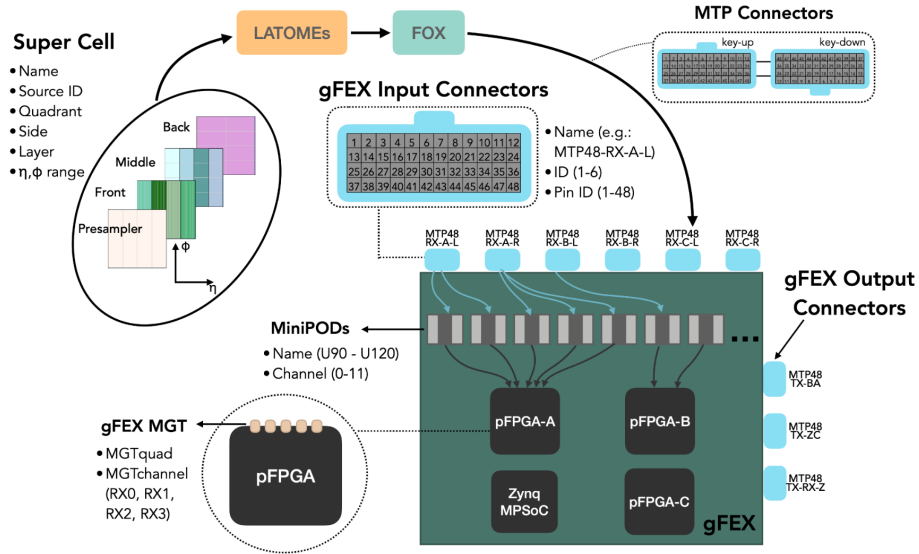 Super Cell
• Name
• Source ID
• Quadrant
• Side
• Layer
• η,ϕ range
LATOMEs
FOX
MTP Connectors
key-up
key-down
Back
Middle
Front
Presampler
ϕ
η
gFEX Input Connectors
1 2 3 4 5 6 7 8 9 10 11 12
13 14 15 16 17 18 19 20 21 22 23 24
25 26 27 28 29 30 31 32 33 34 35 36
37 38 39 40 41 42 43 44 45 46 47 48
• Name (e.g.:
MTP48-RX-A-L)
• ID (1-6)
• Pin ID (1-48)
MTP48
RX-A-L
MTP48
RX-A-R
MTP48
RX-B-L
MTP48
RX-B-R
MTP48
RX-C-L
MTP48
RX-C-R
gFEX Output
Connectors
MiniPODs
• Name (U90 - U120)
• Channel (0-11)
...
MTP48
TX-BA
MTP48
TX-ZC
MTP48
TX-RX-Z
pFPGA-A
pFPGA-B
Zynq
MPSoC
pFPGA-C
gFEX
gFEX MGT
• MGTquad
• MGTchannel
(RX0, RX1,
RX2, RX3)
pFPGA